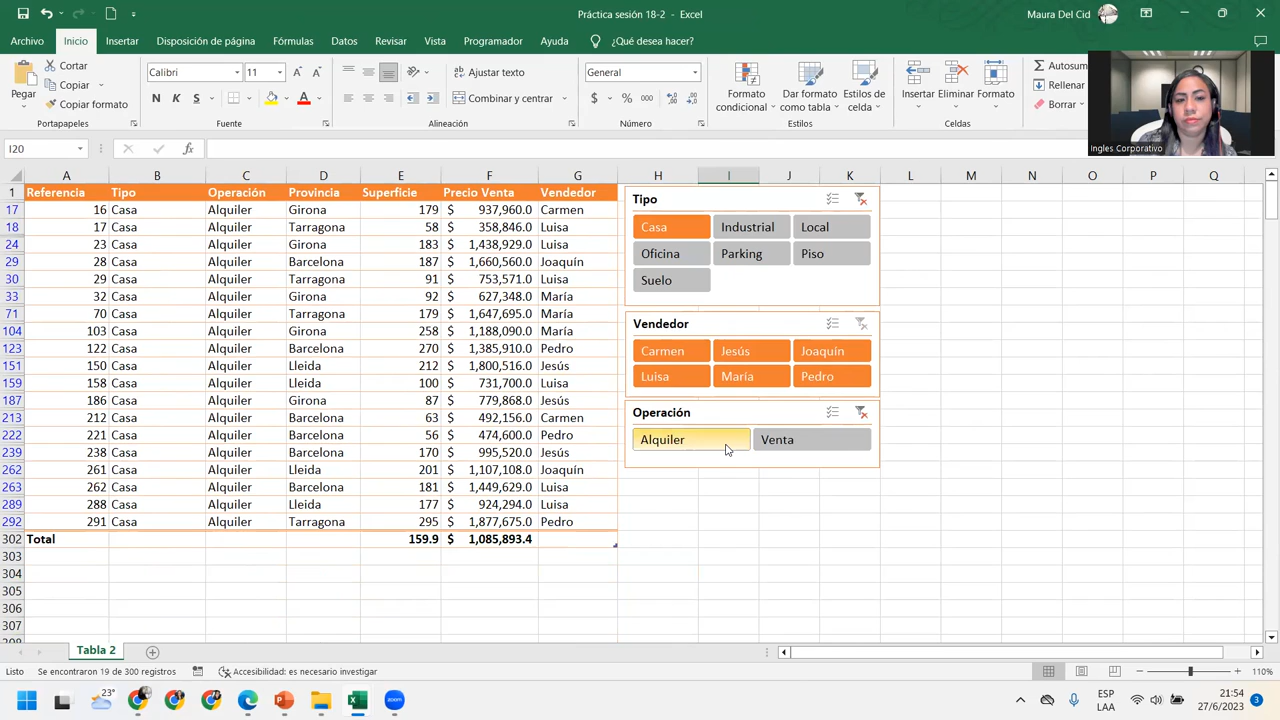 Práctica sesión 18-2 - Excel
Maura Del Cid
Archivo Inicio Insertar Disposición de página Fórmulas Datos Revisar Vista Programador Ayuda ¿Qué desea hacer?
Pegar
Cortar
Copiar
Copiar formato
Portapapeles
Calibri 11
N K S
Fuente
Ajustar texto
Combinar y centrar
Alineación
General
$ % 000
Número
Formato condicional
Dar formato como tabla
Estilos de celda
Estilos
Insertar Eliminar Formato
Celdas
Autosum
Rellenar
Borrar
Ingles Corporativo
I20 fx
A B C D E F G H I J K L M N O P Q
1 Referencia Tipo Operación Provincia Superficie Precio Venta Vendedor
17 16 Casa Alquiler Girona 179 $ 937,960.0 Carmen
18 17 Casa Alquiler Tarragona 58 $ 358,846.0 Luisa
24 23 Casa Alquiler Girona 183 $ 1,438,929.0 Luisa
29 28 Casa Alquiler Barcelona 187 $ 1,660,560.0 Joaquín
30 29 Casa Alquiler Tarragona 91 $ 753,571.0 Luisa
33 32 Casa Alquiler Girona 92 $ 627,348.0 María
71 70 Casa Alquiler Tarragona 179 $ 1,647,695.0 María
104 103 Casa Alquiler Girona 258 $ 1,188,090.0 María
123 122 Casa Alquiler Barcelona 270 $ 1,385,910.0 Pedro
151 150 Casa Alquiler Lleida 212 $ 1,800,516.0 Jesús
159 158 Casa Alquiler Lleida 100 $ 731,700.0 Luisa
187 186 Casa Alquiler Girona 87 $ 779,868.0 Jesús
213 212 Casa Alquiler Barcelona 63 $ 492,156.0 Carmen
222 221 Casa Alquiler Barcelona 56 $ 474,600.0 Pedro
239 238 Casa Alquiler Barcelona 170 $ 995,520.0 Jesús
262 261 Casa Alquiler Lleida 201 $ 1,107,108.0 Joaquín
263 262 Casa Alquiler Barcelona 181 $ 1,449,629.0 Luisa
289 288 Casa Alquiler Lleida 177 $ 924,294.0 Luisa
292 291 Casa Alquiler Tarragona 295 $ 1,877,675.0 Pedro
302 Total 159.9 $ 1,085,893.4
303
304
305
306
307
Tipo
Casa Industrial Local
Oficina Parking Piso
Suelo
Vendedor
Carmen Jesús Joaquín
Luisa María Pedro
Operación
Alquiler Venta
Tabla 2
Listo Se encontraron 19 de 300 registros Accesibilidad: es necesario investigar 110%
23°
ESP
LAA
21:54
27/6/2023
3